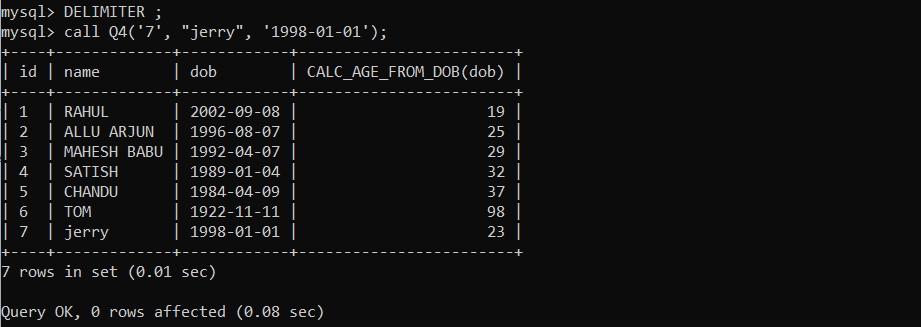 mysql> DELIMITER ;
mysql> call Q4('7', "jerry", '1998-01-01');
+----+-------------+------------+------------------------+
| id | name        | dob        | CALC_AGE_FROM_DOB(dob) |
+----+-------------+------------+------------------------+
| 1  | RAHUL       | 2002-09-08 |                     19 |
| 2  | ALLU ARJUN  | 1996-08-07 |                     25 |
| 3  | MAHESH BABU | 1992-04-07 |                     29 |
| 4  | SATISH      | 1989-01-04 |                     32 |
| 5  | CHANDU      | 1984-04-09 |                     37 |
| 6  | TOM         | 1922-11-11 |                     98 |
| 7  | jerry       | 1998-01-01 |                     23 |
+----+-------------+------------+------------------------+
7 rows in set (0.01 sec)

Query OK, 0 rows affected (0.08 sec)